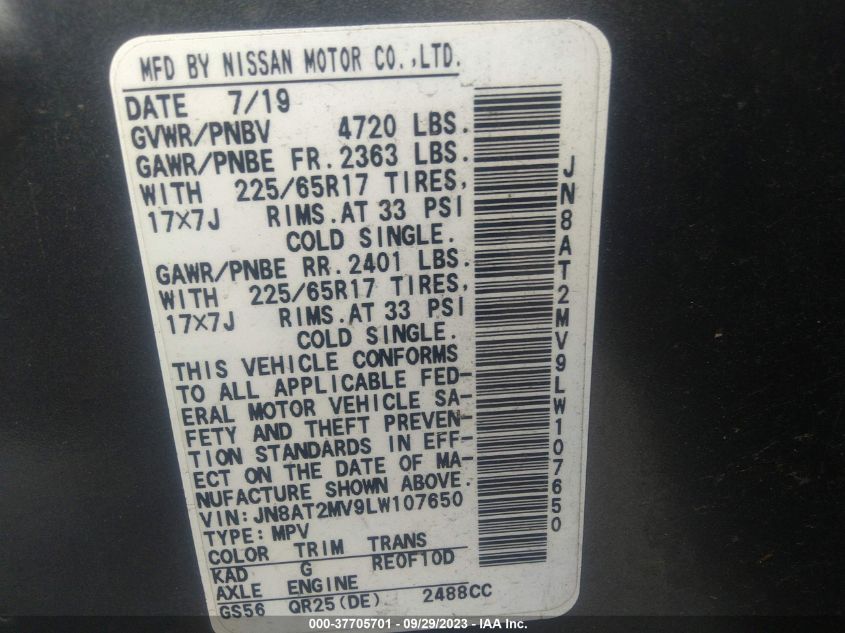 MFD BY NISSAN MOTOR CO.,LTD.
DATE 7/19
GVWR/PNBV 4720 LBS.
GAWR/PNBE FR.2363 LBS.
WITH 225/65R17 TIRES,
17X7J RIMS.AT 33 PSI
COLD SINGLE.
GAWR/PNBE RR.2401 LBS.
WITH 225/65R17 TIRES,
17X7J RIMS.AT 33 PSI
COLD SINGLE.
THIS VEHICLE CONFORMS
TO ALL APPLICABLE FED-
ERAL MOTOR VEHICLE SA-
FETY AND THEFT PREVEN-
TION STANDARDS IN EFF-
ECT ON THE DATE OF MA-
NUFACTURE SHOWN ABOVE.
VIN:JN8AT2MV9LW107650
TYPE:MPV
COLOR TRIM TRANS
KAD G RE0F10D
AXLE ENGINE
GS56 QR25(DE) 2488CC
JN8AT2MV9LW107650
000-37705701 - 09/29/2023 - IAA Inc.